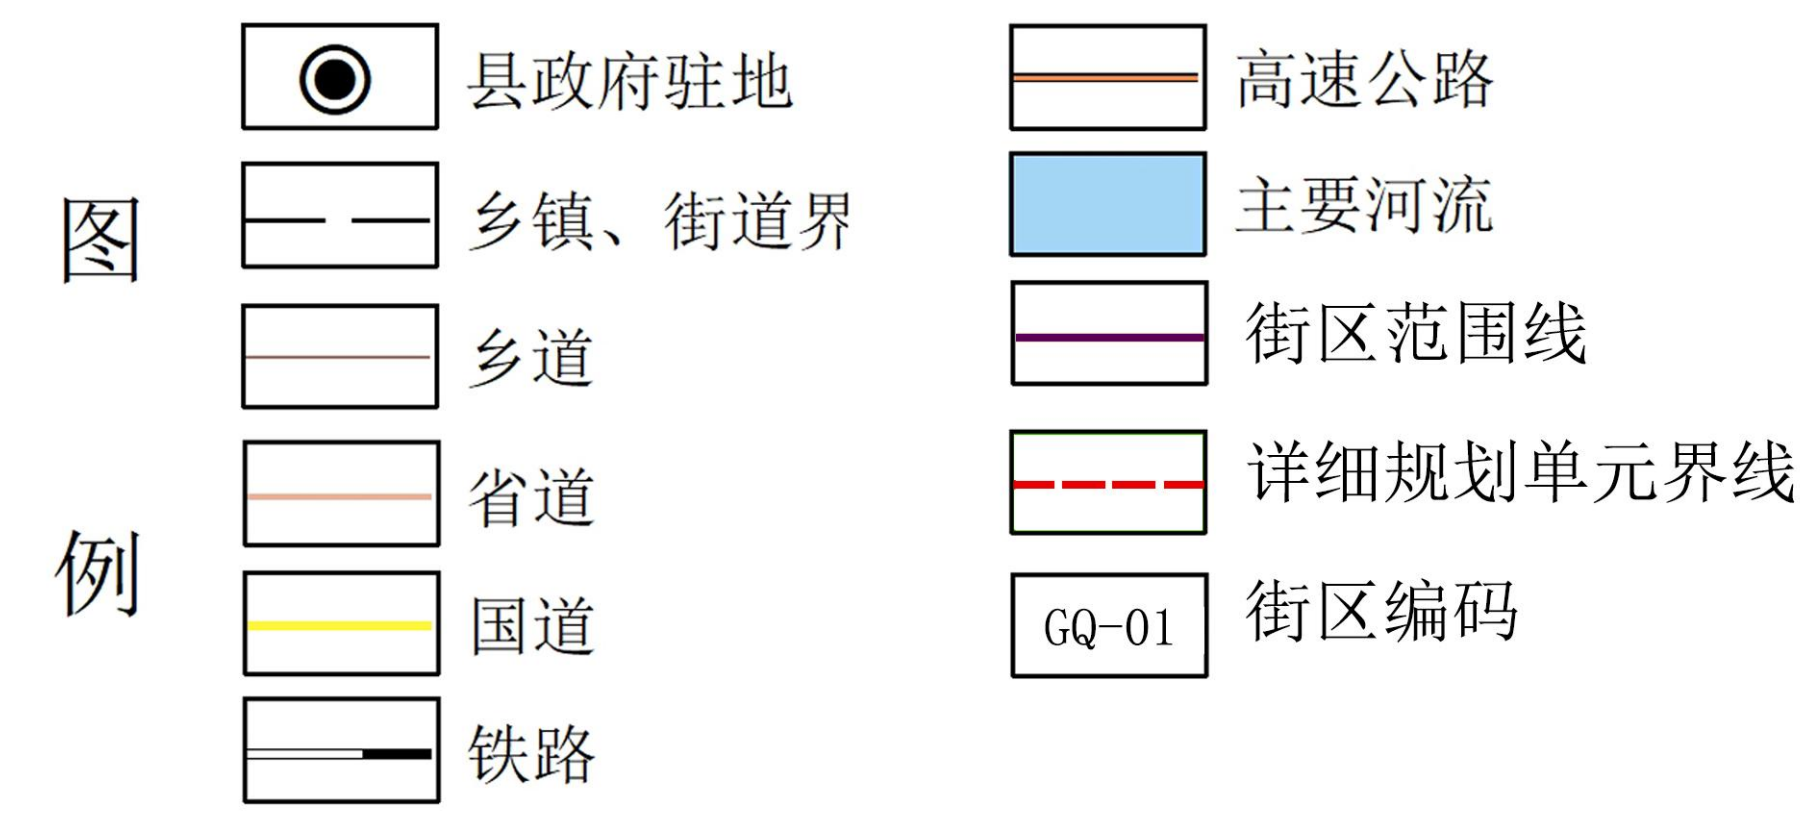 图例
县政府驻地
乡镇、街道界
乡道
省道
国道
铁路
高速公路
主要河流
街区范围线
详细规划单元界线
GQ-01 街区编码